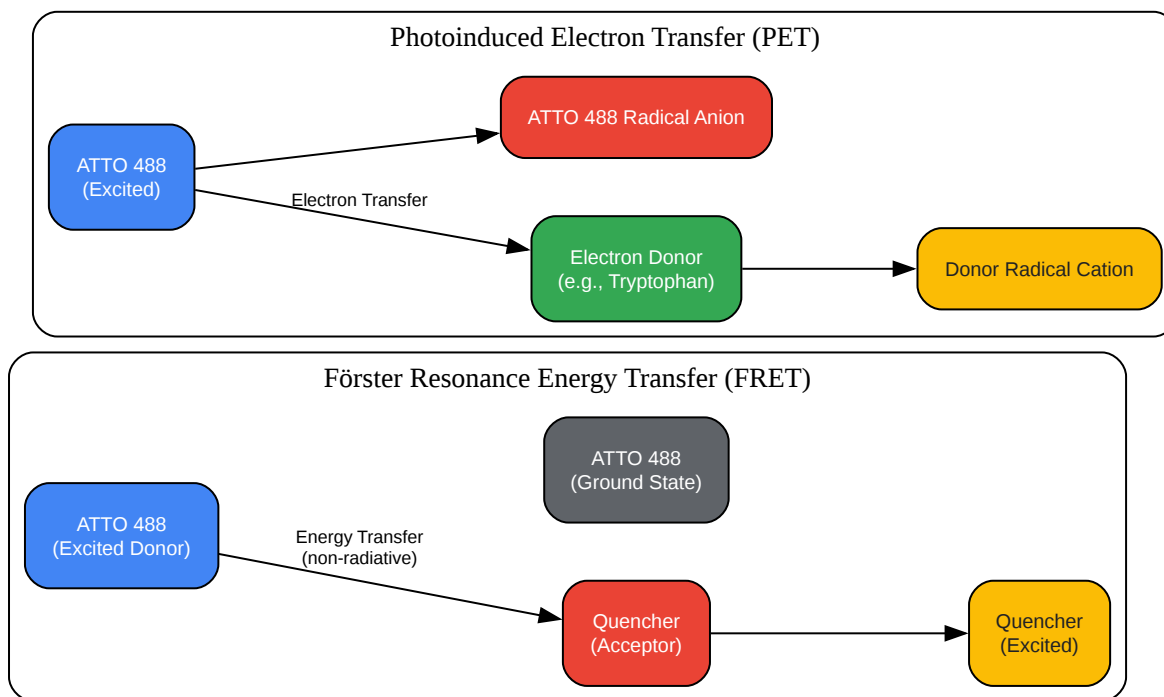 Photoinduced Electron Transfer (PET)
ATTO 488 Radical Anion
ATTO 488
(Excited)
Electron Transfer
Electron Donor
(e.g., Tryptophan)
Donor Radical Cation
Förster Resonance Energy Transfer (FRET)
ATTO 488
(Ground State)
ATTO 488
(Excited Donor)
Energy Transfer
(non-radiative)
Quencher
(Acceptor)
Quencher
(Excited)